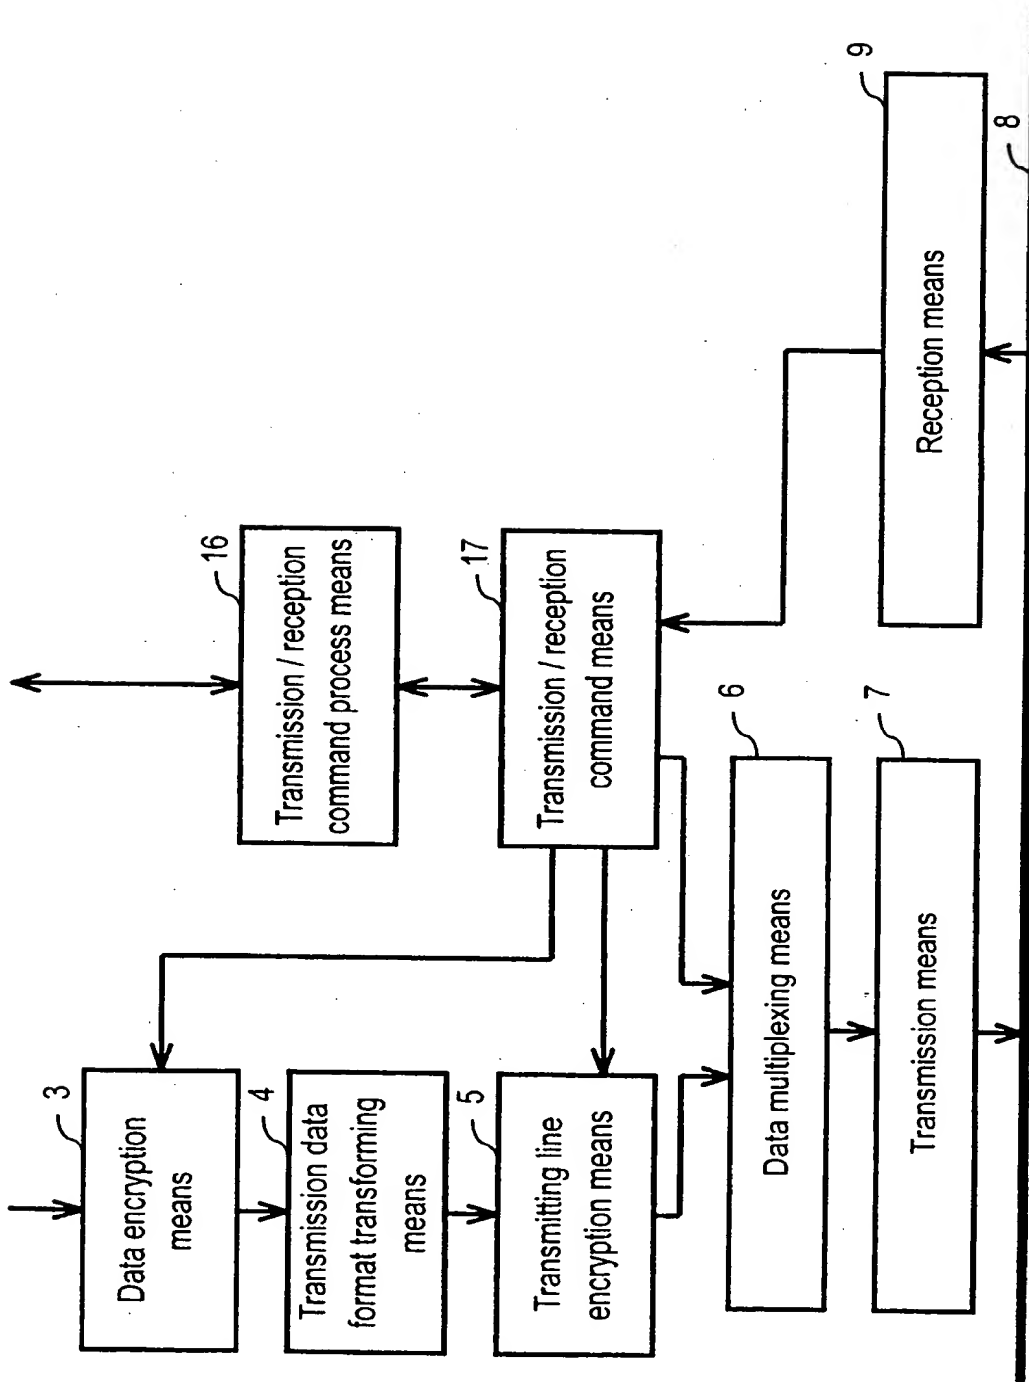 3
Data encryption
means
4
Transmission data
format transforming
means
5
Transmitting line
encryption means
16
Transmission / reception
command process means
17
Transmission / reception
command means
6
Data multiplexing means
7
Transmission means
9
Reception means
8